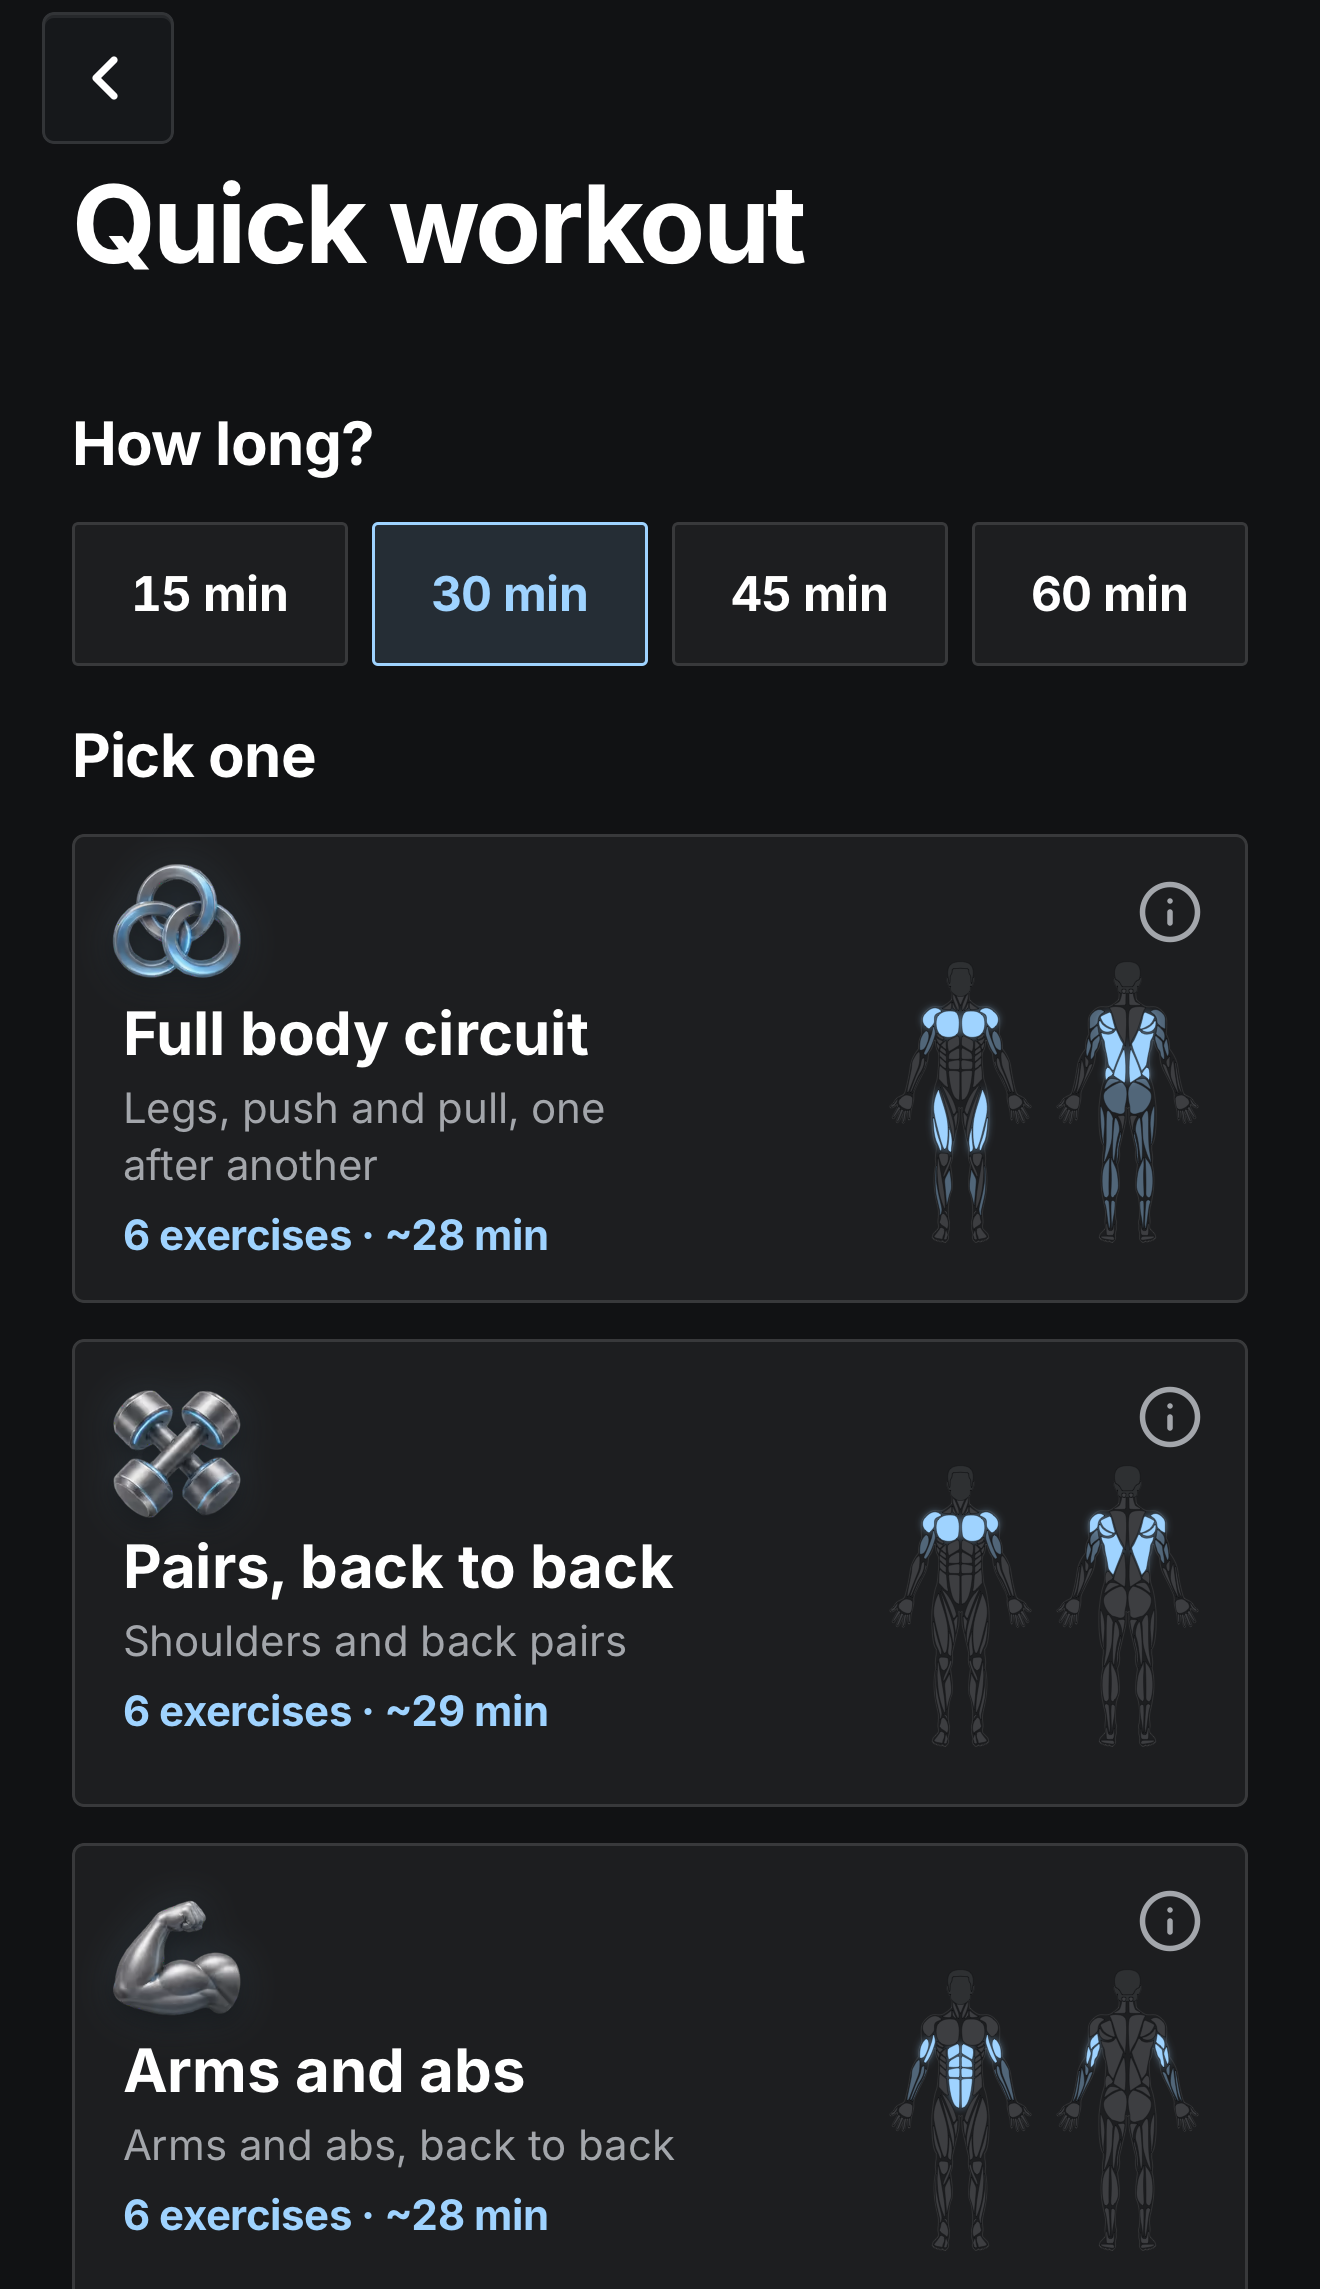 Quick workout
How long?
15 min
30 min
45 min
60 min
Pick one
Full body circuit
Legs, push and pull, one
after another
6 exercises · ~28 min
Pairs, back to back
Shoulders and back pairs
6 exercises · ~29 min
Arms and abs
Arms and abs, back to back
6 exercises · ~28 min